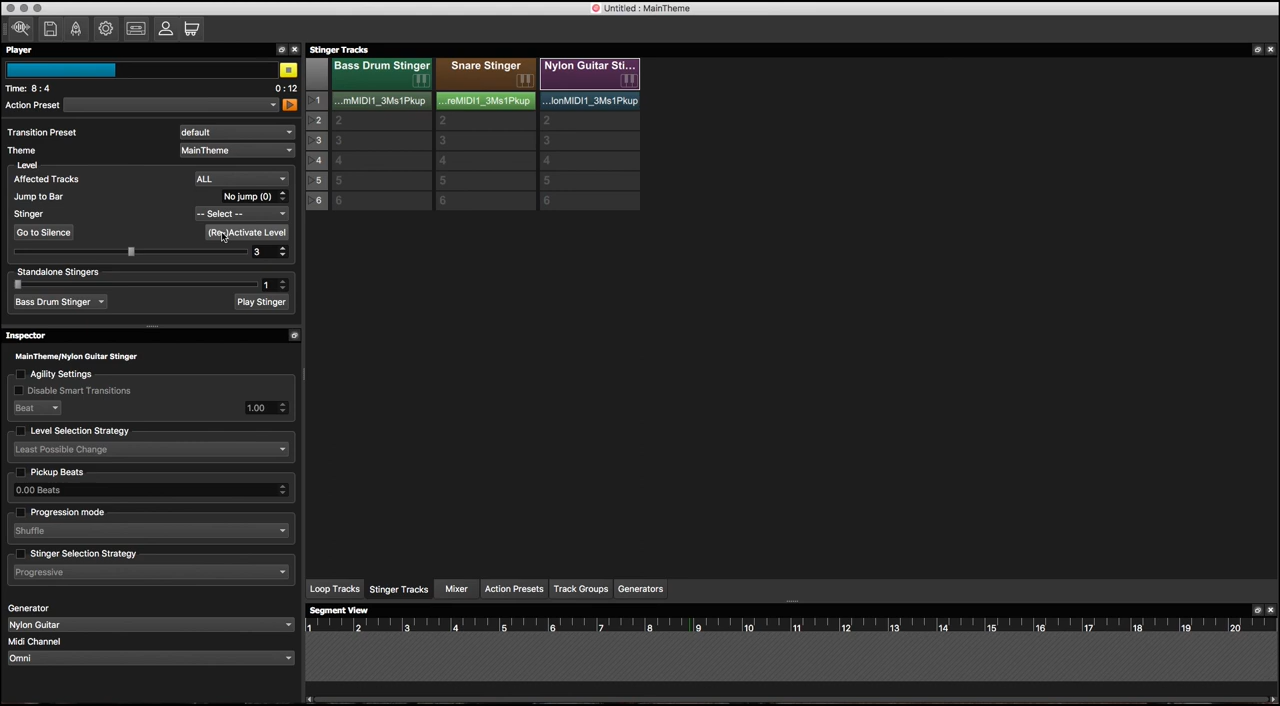 Untitled : MainTheme
Player
Time: 8 : 4
0 : 12
Action Preset
Transition Preset
default
Theme
MainTheme
Level
Affected Tracks
ALL
Jump to Bar
No jump (0)
Stinger
-- Select --
Go to Silence
(Re-)Activate Level
3
Standalone Stingers
1
Bass Drum Stinger
Play Stinger
Inspector
MainTheme/Nylon Guitar Stinger
Agility Settings
Disable Smart Transitions
Beat
1.00
Level Selection Strategy
Least Possible Change
Pickup Beats
0.00 Beats
Progression mode
Shuffle
Stinger Selection Strategy
Progressive
Generator
Nylon Guitar
Midi Channel
Omni
Stinger Tracks
Bass Drum Stinger
Snare Stinger
Nylon Guitar Sti...
1
...mMIDI1_3Ms1Pkup
...reMIDI1_3Ms1Pkup
...lonMIDI1_3Ms1Pkup
2 2 2 2
3 3 3 3
4 4 4 4
5 5 5 5
6 6 6 6
Loop Tracks
Stinger Tracks
Mixer
Action Presets
Track Groups
Generators
Segment View
1 2 3 4 5 6 7 8 9 10 11 12 13 14 15 16 17 18 19 20